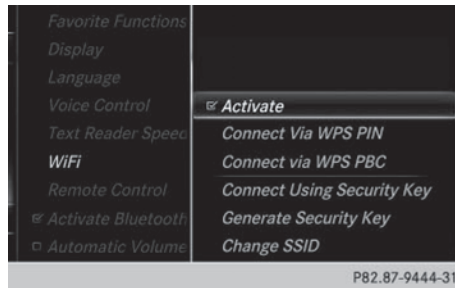 Favorite Functions
Display
Language
Voice Control
Text Reader Speed
WiFi
Remote Control
Activate Bluetooth
Automatic Volume
Activate
Connect Via WPS PIN
Connect via WPS PBC
Connect Using Security Key
Generate Security Key
Change SSID
P82.87-9444-31